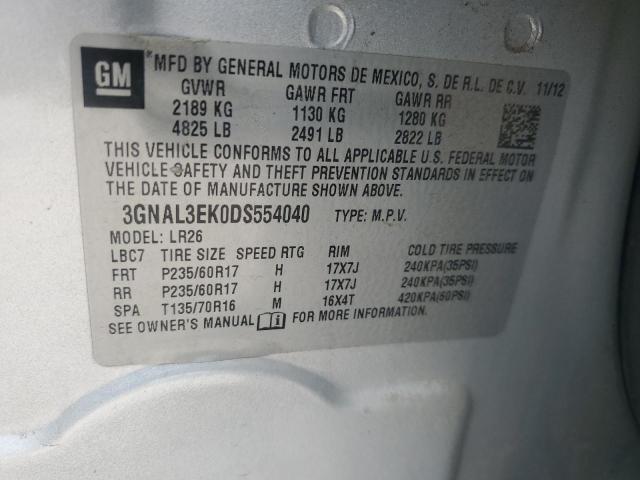 GM
*MFD BY GENERAL MOTORS DE MEXICO, S. DE R.L. DE C.V. 11/12
GVWR GAWR FRT GAWR RR
2189 KG 1130 KG 1280 KG
4825 LB 2491 LB 2822 LB
THIS VEHICLE CONFORMS TO ALL APPLICABLE U.S. FEDERAL MOTOR
VEHICLE SAFETY AND THEFT PREVENTION STANDARDS IN EFFECT ON
THE DATE OF MANUFACTURE SHOWN ABOVE.
3GNAL3EK0DS554040 TYPE: M.P.V.
MODEL: LR26
LBC7 TIRE SIZE SPEED RTG RIM COLD TIRE PRESSURE
FRT P235/60R17 H 17X7J 240KPA(35PSI)
RR P235/60R17 H 17X7J 240KPA(35PSI)
SPA T135/70R16 M 16X4T 420KPA(60PSI)
SEE OWNER'S MANUAL FOR MORE INFORMATION.